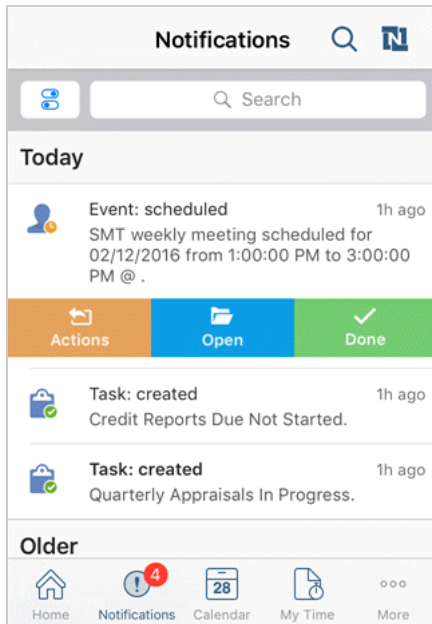 Notifications
N
Search
Today
Event: scheduled 1h ago
SMT weekly meeting scheduled for
02/12/2016 from 1:00:00 PM to 3:00:00
PM @ .
Actions Open Done
Task: created 1h ago
Credit Reports Due Not Started.
Task: created 1h ago
Quarterly Appraisals In Progress.
Older
4
28
Home Notifications Calendar My Time More